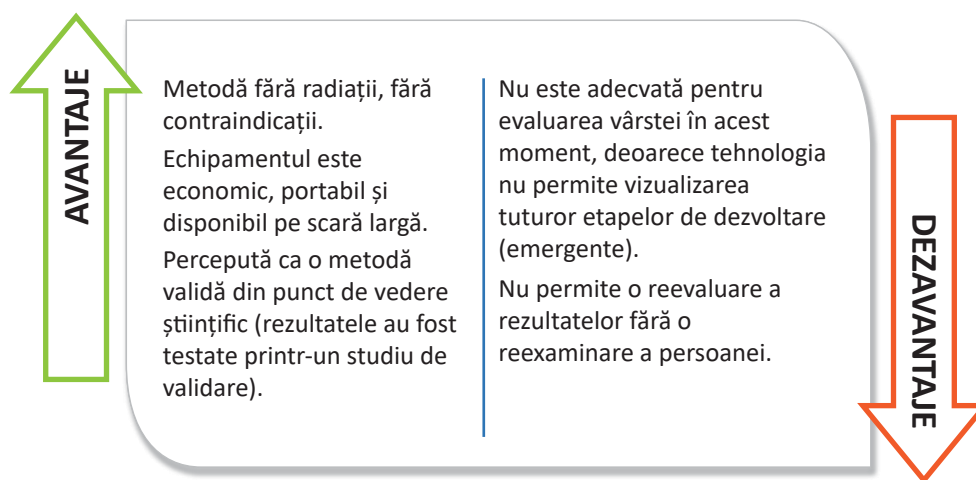 AVANTAJE
Metodă fără radiații, fără
contraindicații.
Echipamentul este
economic, portabil și
disponibil pe scară largă.
Percepută ca o metodă
validă din punct de vedere
științific (rezultatele au fost
testate printr-un studiu de
validare).
Nu este adecvată pentru
evaluarea vârstei în acest
moment, deoarece tehnologia
nu permite vizualizarea
tuturor etapelor de dezvoltare
(emergente).
Nu permite o reevaluare a
rezultatelor fără o
reexaminare a persoanei.
DEZAVANTAJE